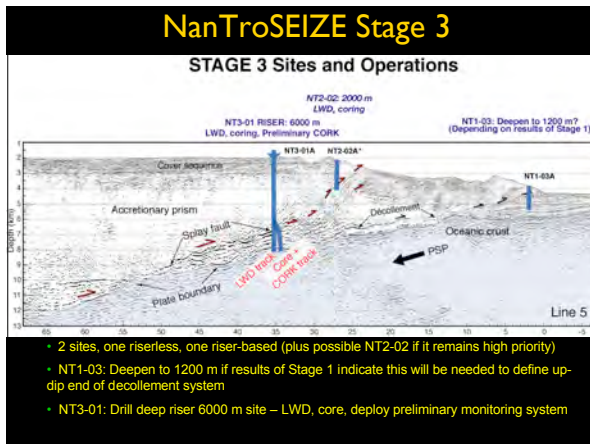 NanTroSEIZE Stage 3
STAGE 3 Sites and Operations
NT2-02: 2000 m
LWD, coring
NT3-01 RISER: 6000 m
LWD, coring, Preliminary CORK
NT1-03: Deepen to 1200 m?
(Depending on results of Stage 1)
NT3-01A
NT2-02A*
NT1-03A
Cover sequence
Accretionary prism
Splay fault
Décollement
Oceanic crust
PSP
Plate boundary
LWD track
Core +
CORK track
Line 5
Depth (km)
1
2
3
4
5
6
7
8
9
10
11
12
13
65 60 55 50 45 40 35 30 25 20 15 10 5 0 -5
• 2 sites, one riserless, one riser-based (plus possible NT2-02 if it remains high priority)
• NT1-03: Deepen to 1200 m if results of Stage 1 indicate this will be needed to define up-
dip end of decollement system
• NT3-01: Drill deep riser 6000 m site – LWD, core, deploy preliminary monitoring system